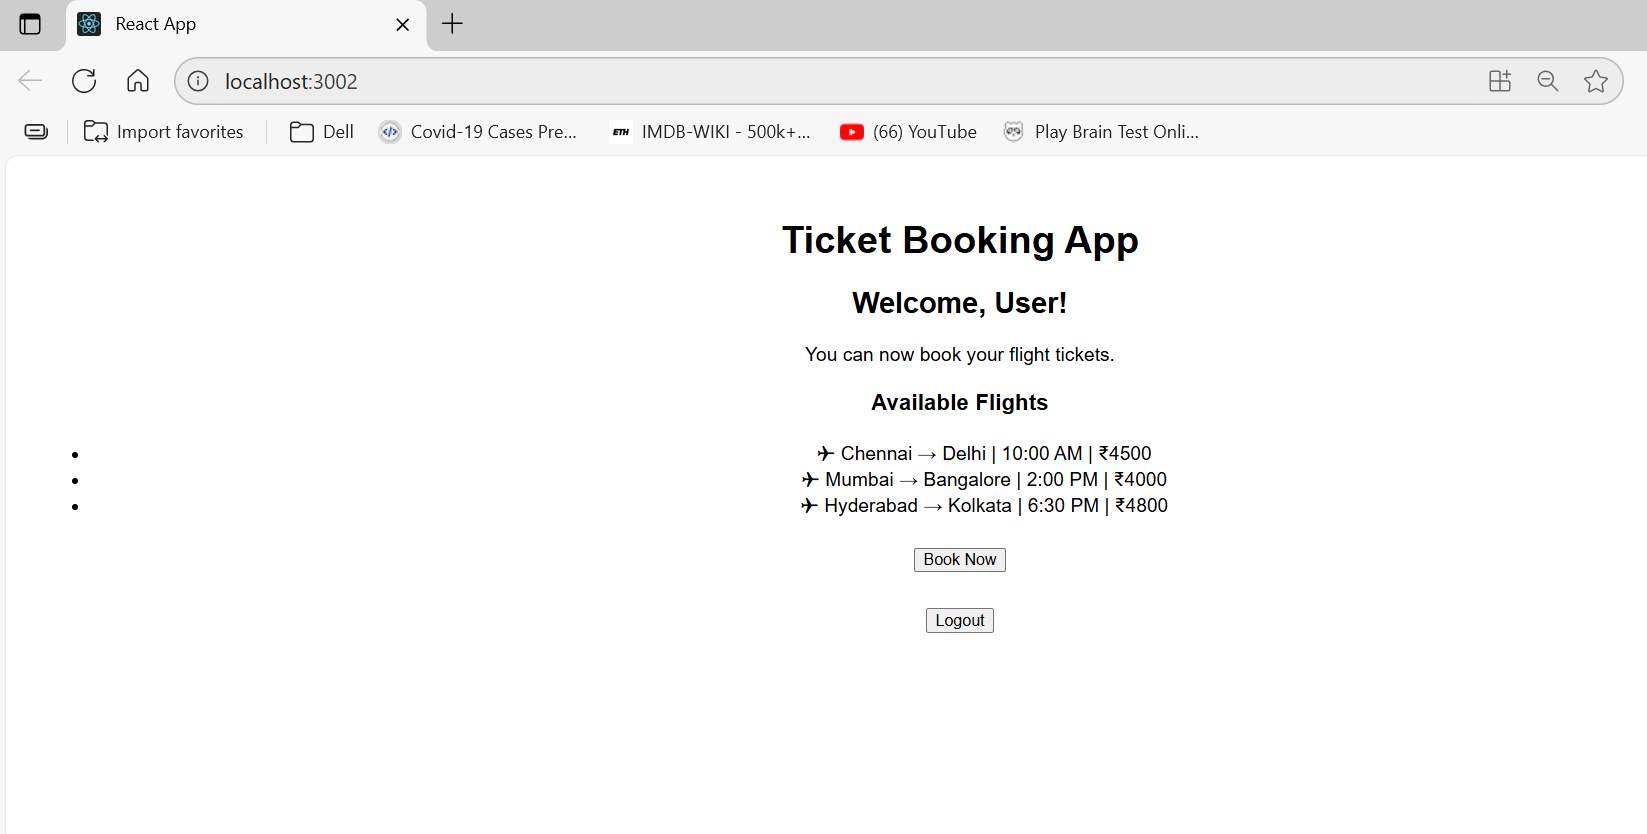 React App
localhost:3002
Import favorites
Dell
Covid-19 Cases Pre...
ETH
IMDB-WIKI - 500k+...
(66) YouTube
Play Brain Test Onli...
Ticket Booking App
Welcome, User!
You can now book your flight tickets.
Available Flights
• ✈ Chennai → Delhi | 10:00 AM | ₹4500
• ✈ Mumbai → Bangalore | 2:00 PM | ₹4000
• ✈ Hyderabad → Kolkata | 6:30 PM | ₹4800
Book Now
Logout